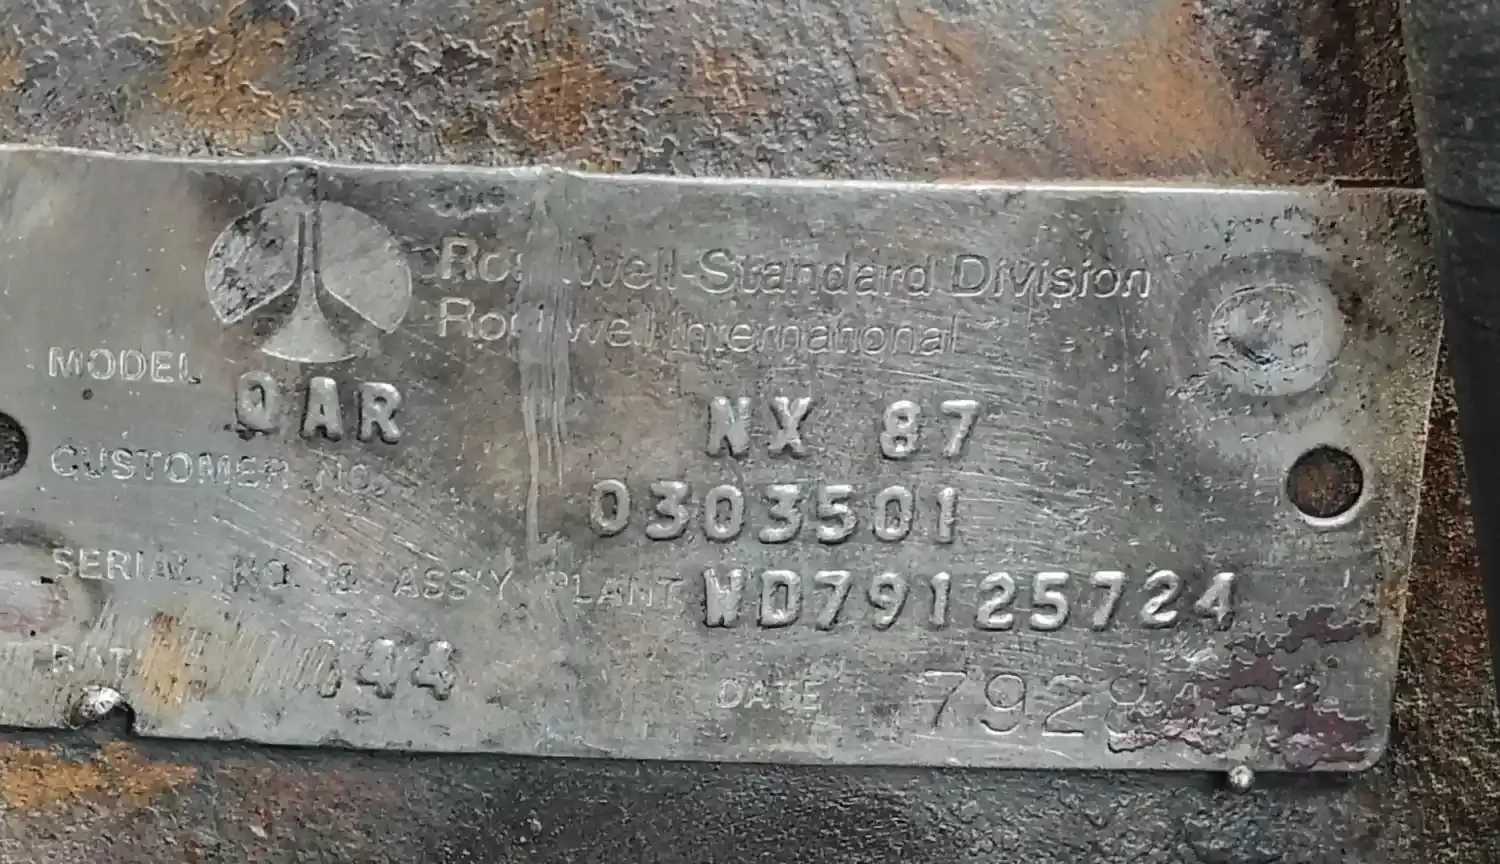 Rockwell-Standard Division
Rockwell International
MODEL QAR NX 87
CUSTOMER NO. 0303501
SERIAL NO. & ASS'Y PLANT WD79125724
RATIO 44
DATE 792